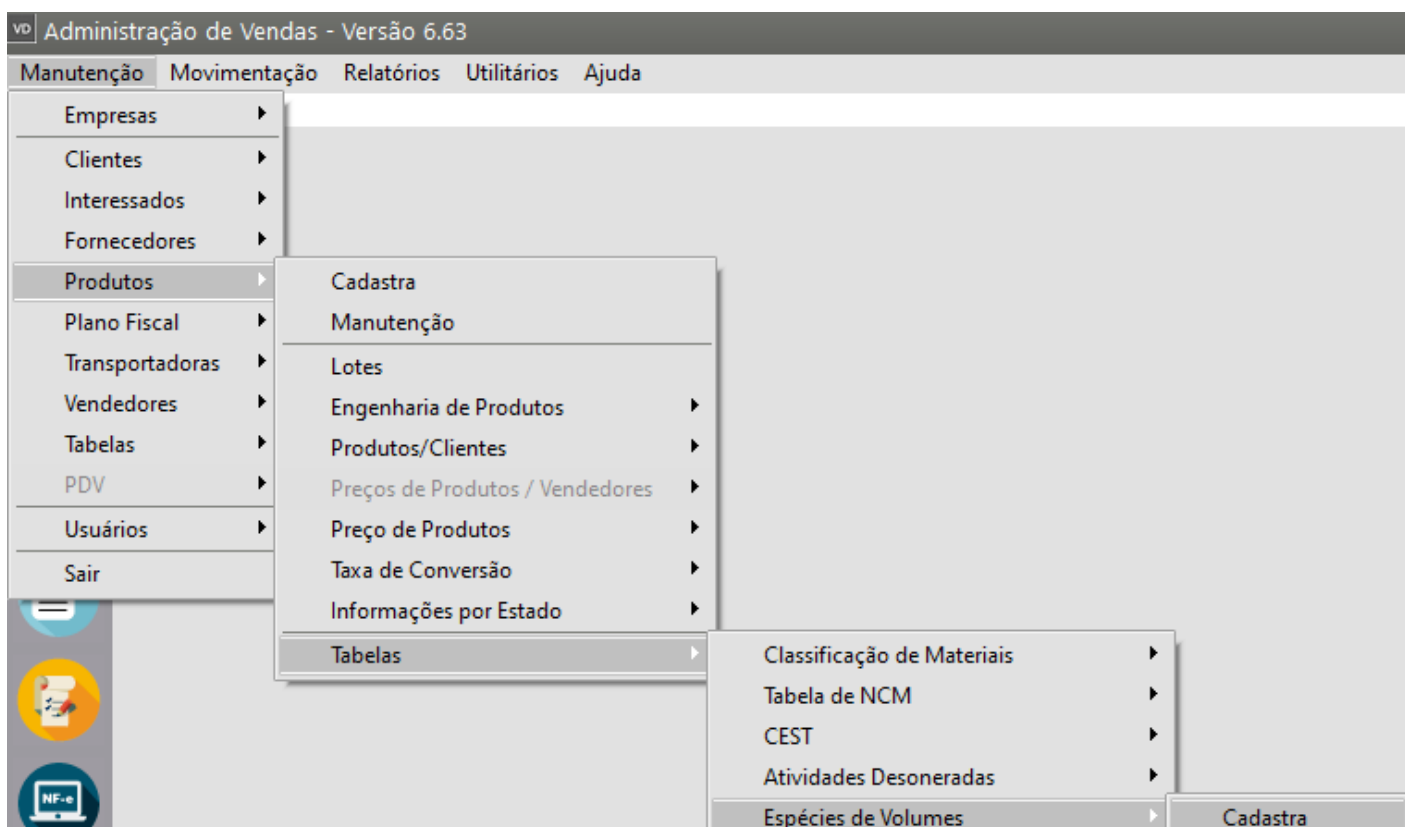 VD Administração de Vendas - Versão 6.63
Manutenção Movimentação Relatórios Utilitários Ajuda
Empresas
Clientes
Interessados
Fornecedores
Produtos
Plano Fiscal
Transportadoras
Vendedores
Tabelas
PDV
Usuários
Sair
Cadastra
Manutenção
Lotes
Engenharia de Produtos
Produtos/Clientes
Preços de Produtos / Vendedores
Preço de Produtos
Taxa de Conversão
Informações por Estado
Tabelas
Classificação de Materiais
Tabela de NCM
CEST
Atividades Desoneradas
Espécies de Volumes
Cadastra
NF-e